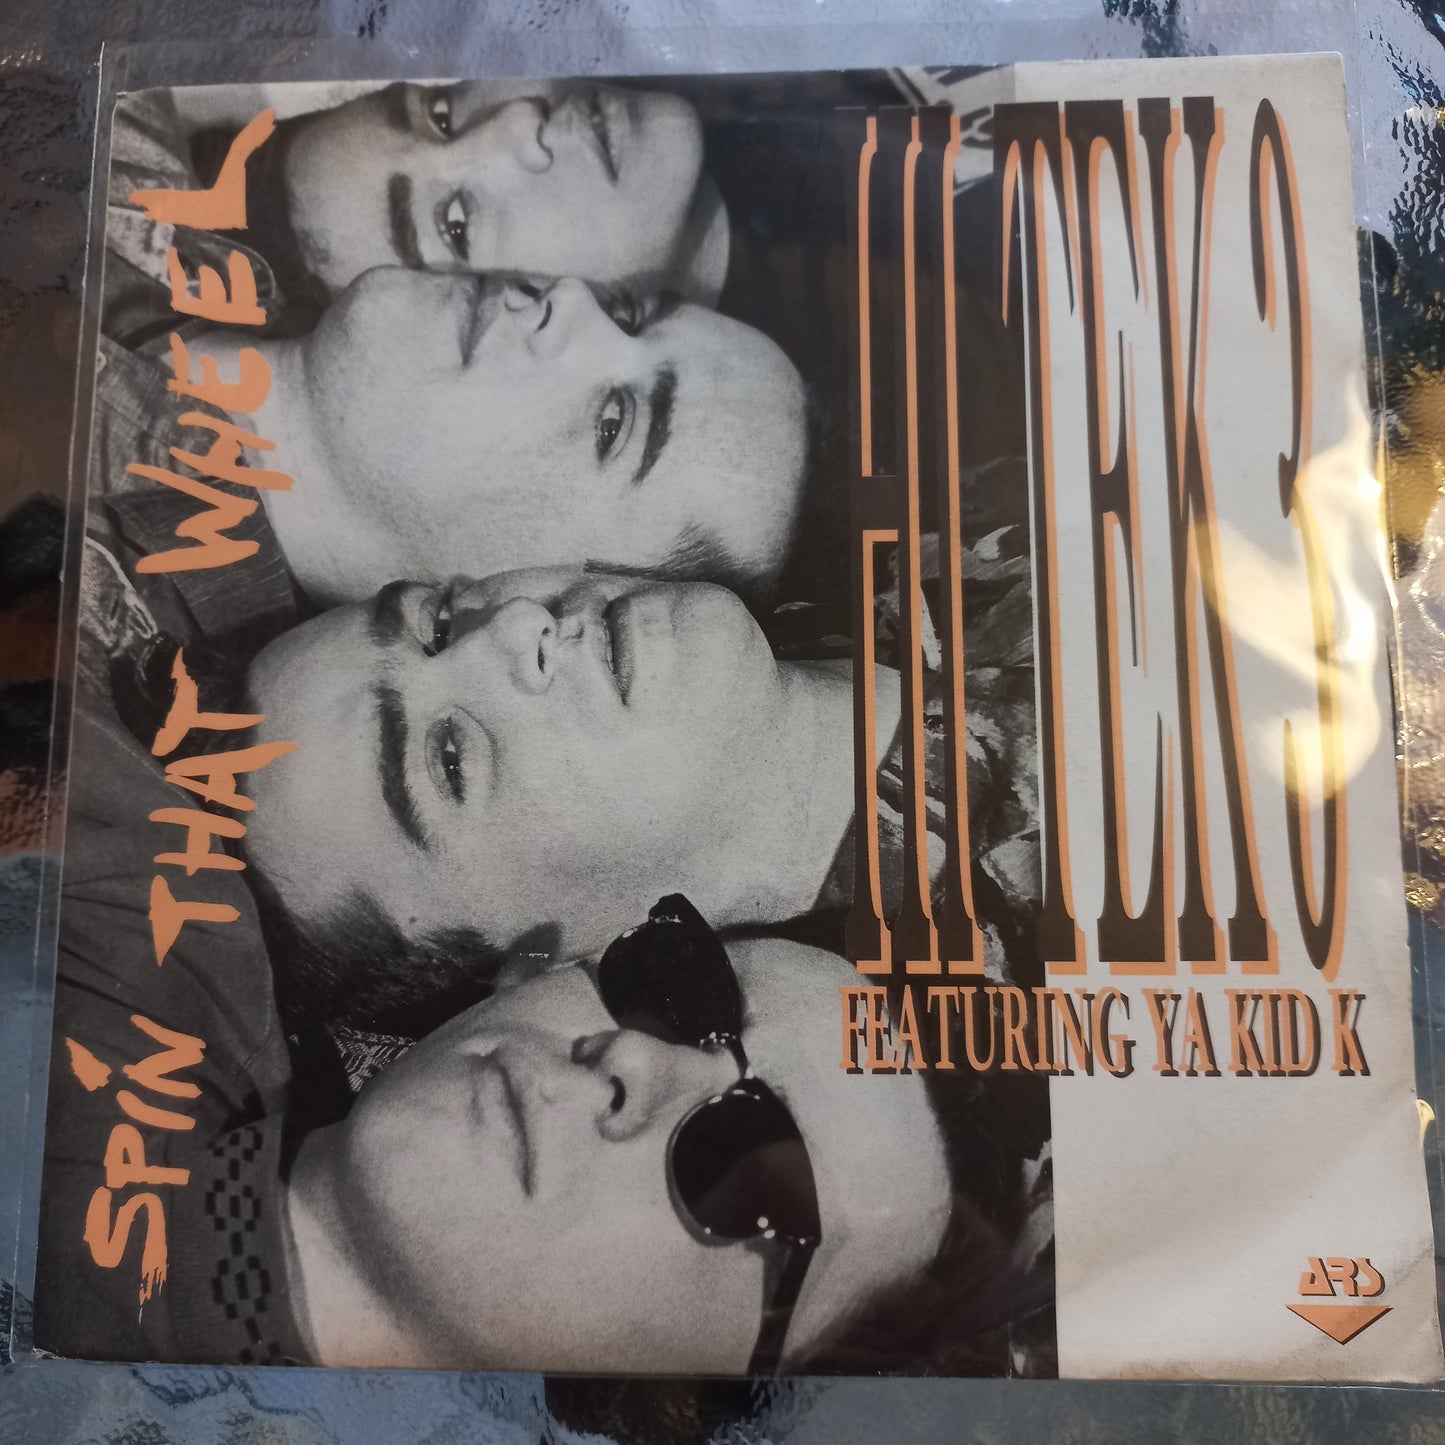 HI TEK 3
FEATURING YA KID K
SPIN THAT WHEEL
ARS